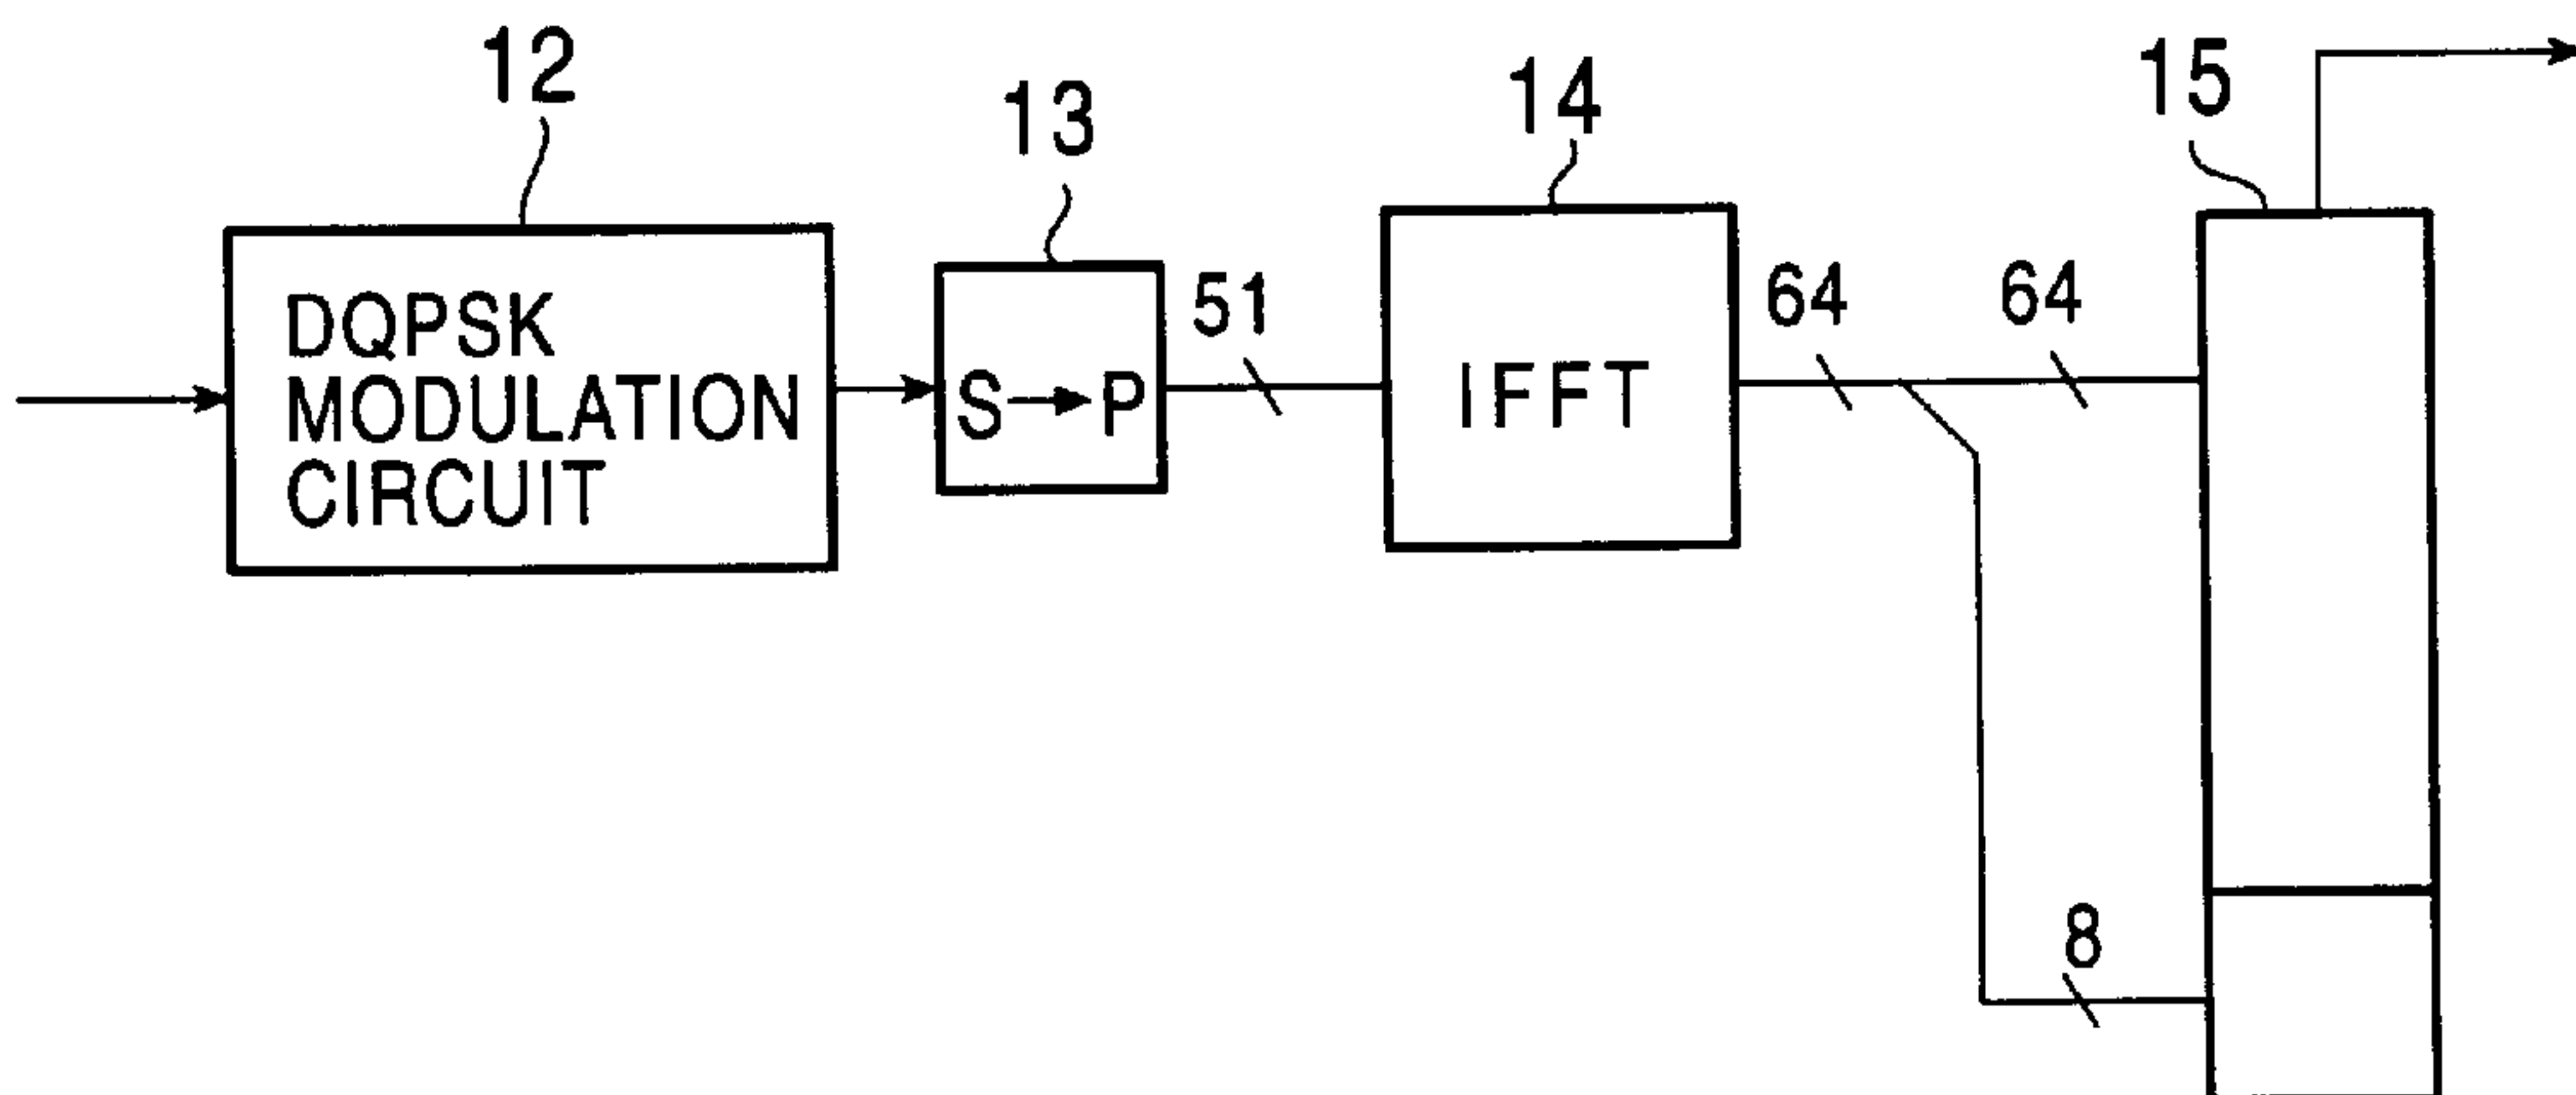 12
13
14
15
DQPSK
MODULATION
CIRCUIT
S→P
51
IFFT
64
64
8